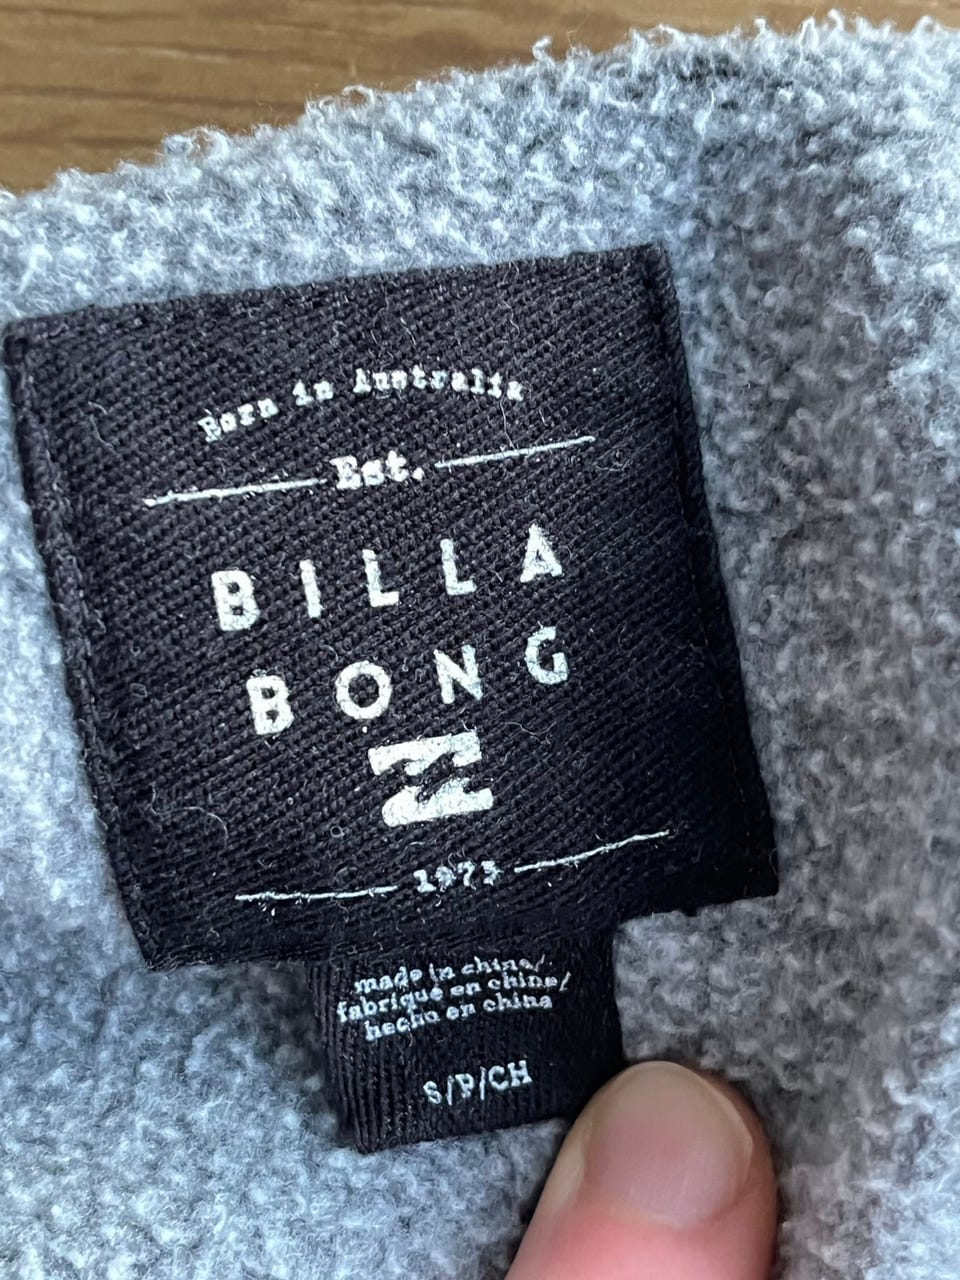 Born in Australia
Est.
BILLA
BONG
1973
made in china/
fabriqué en chine/
hecho en china
S/P/CH